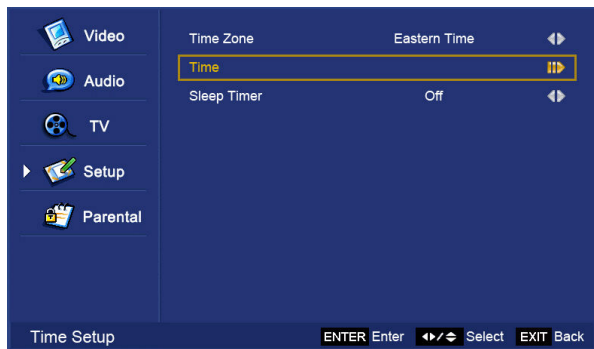 Video
Audio
TV
Setup
Parental
Time Zone Eastern Time
Time
Sleep Timer Off
Time Setup ENTER Enter Select EXIT Back